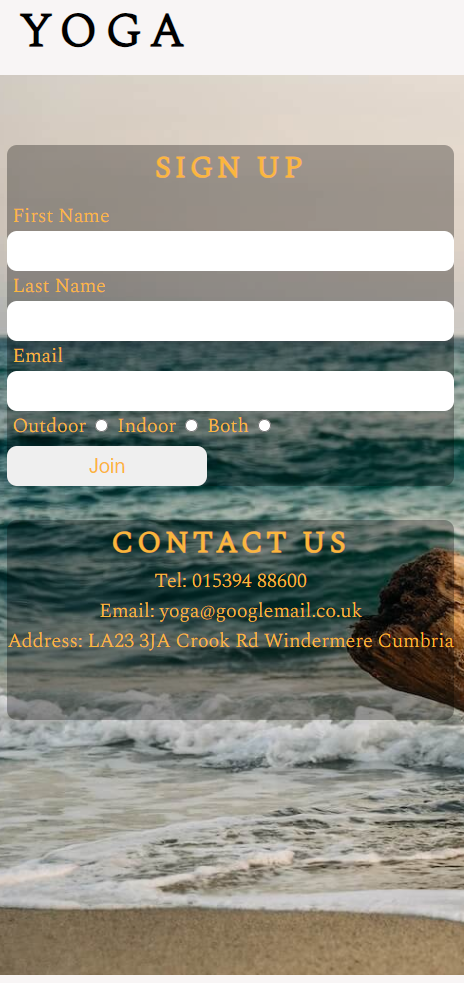 YOGA
SIGN UP
First Name
Last Name
Email
Outdoor Indoor Both
Join
CONTACT US
Tel: 015394 88600
Email: yoga@googlemail.co.uk
Address: LA23 3JA Crook Rd Windermere Cumbria